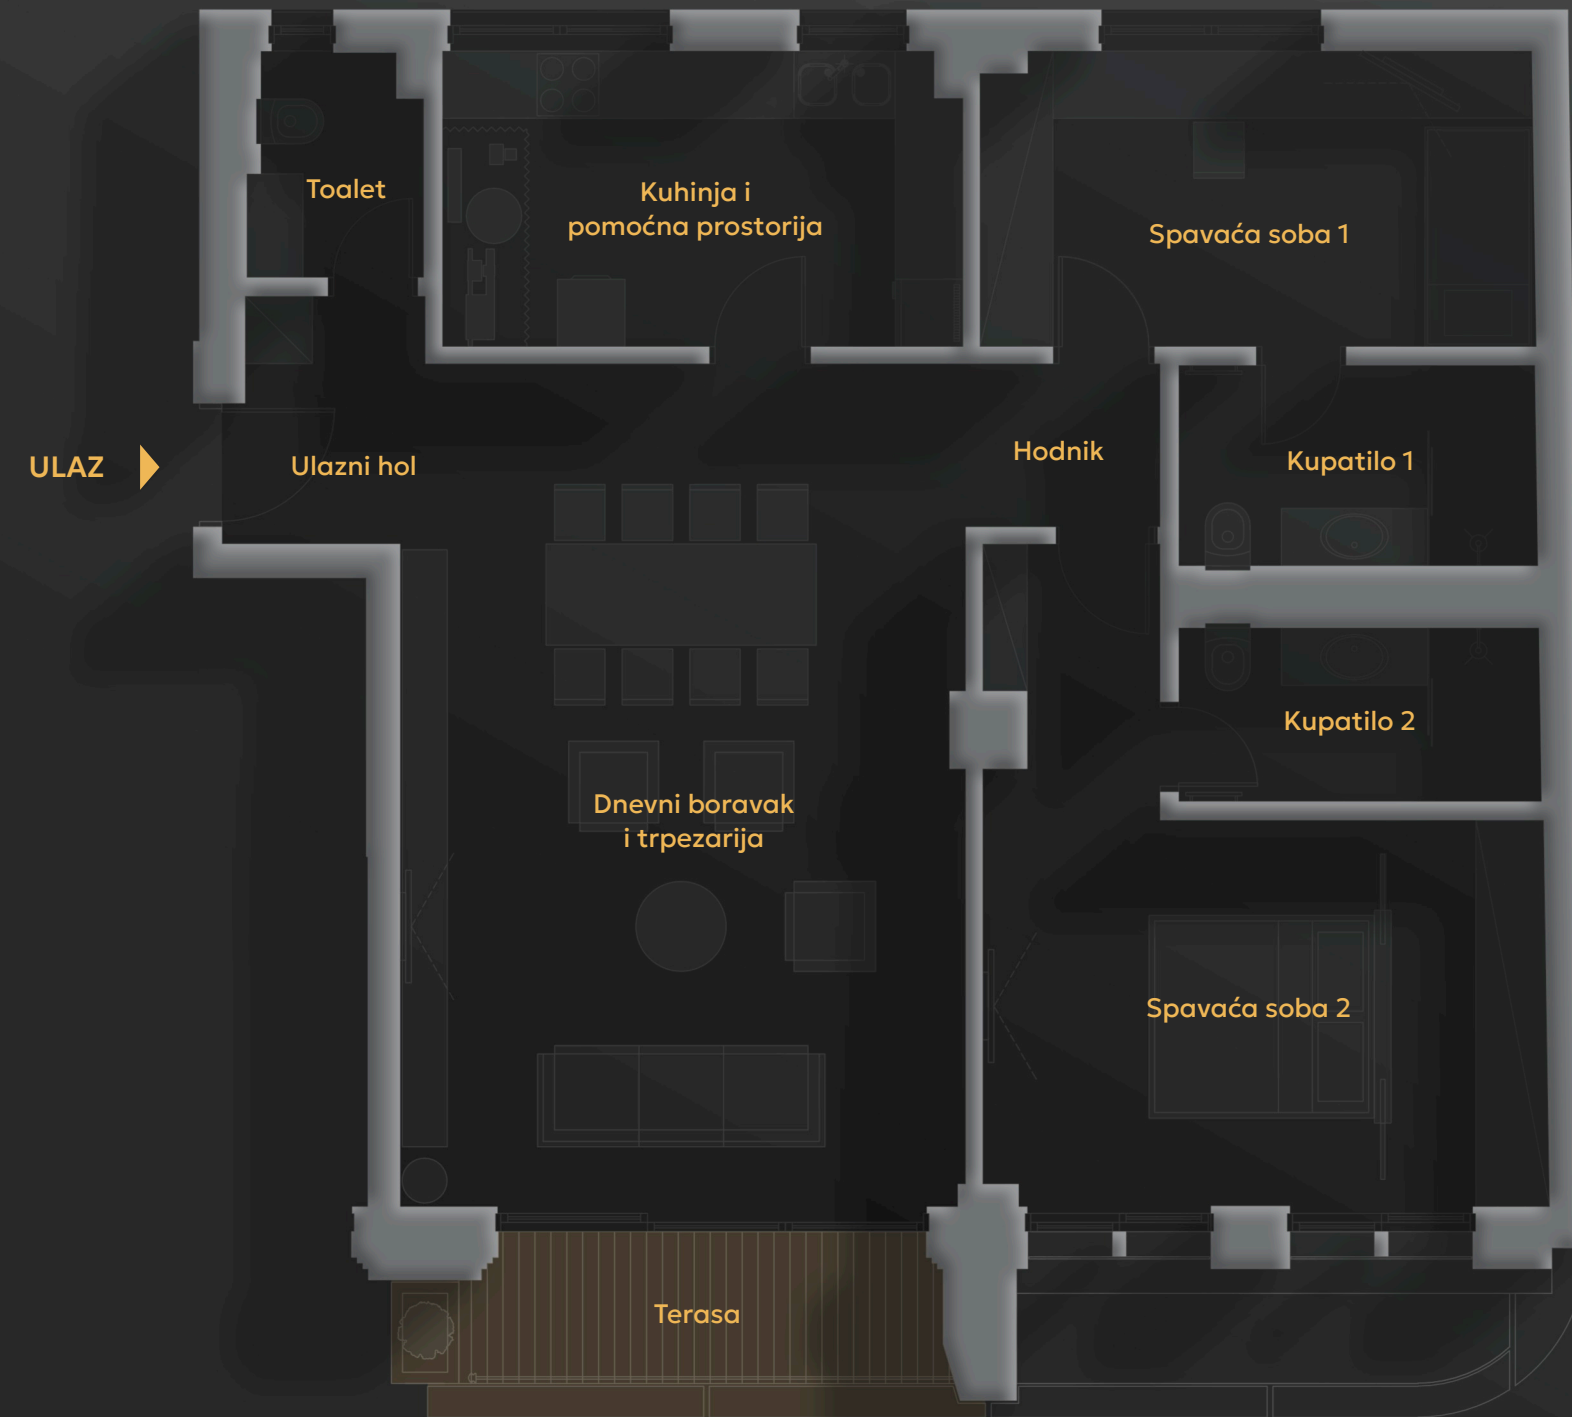 Toalet
Kuhinja i
pomoćna prostorija
Spavaća soba 1
ULAZ
Ulazni hol
Hodnik
Kupatilo 1
Kupatilo 2
Dnevni boravak
i trpezarija
Spavaća soba 2
Terasa